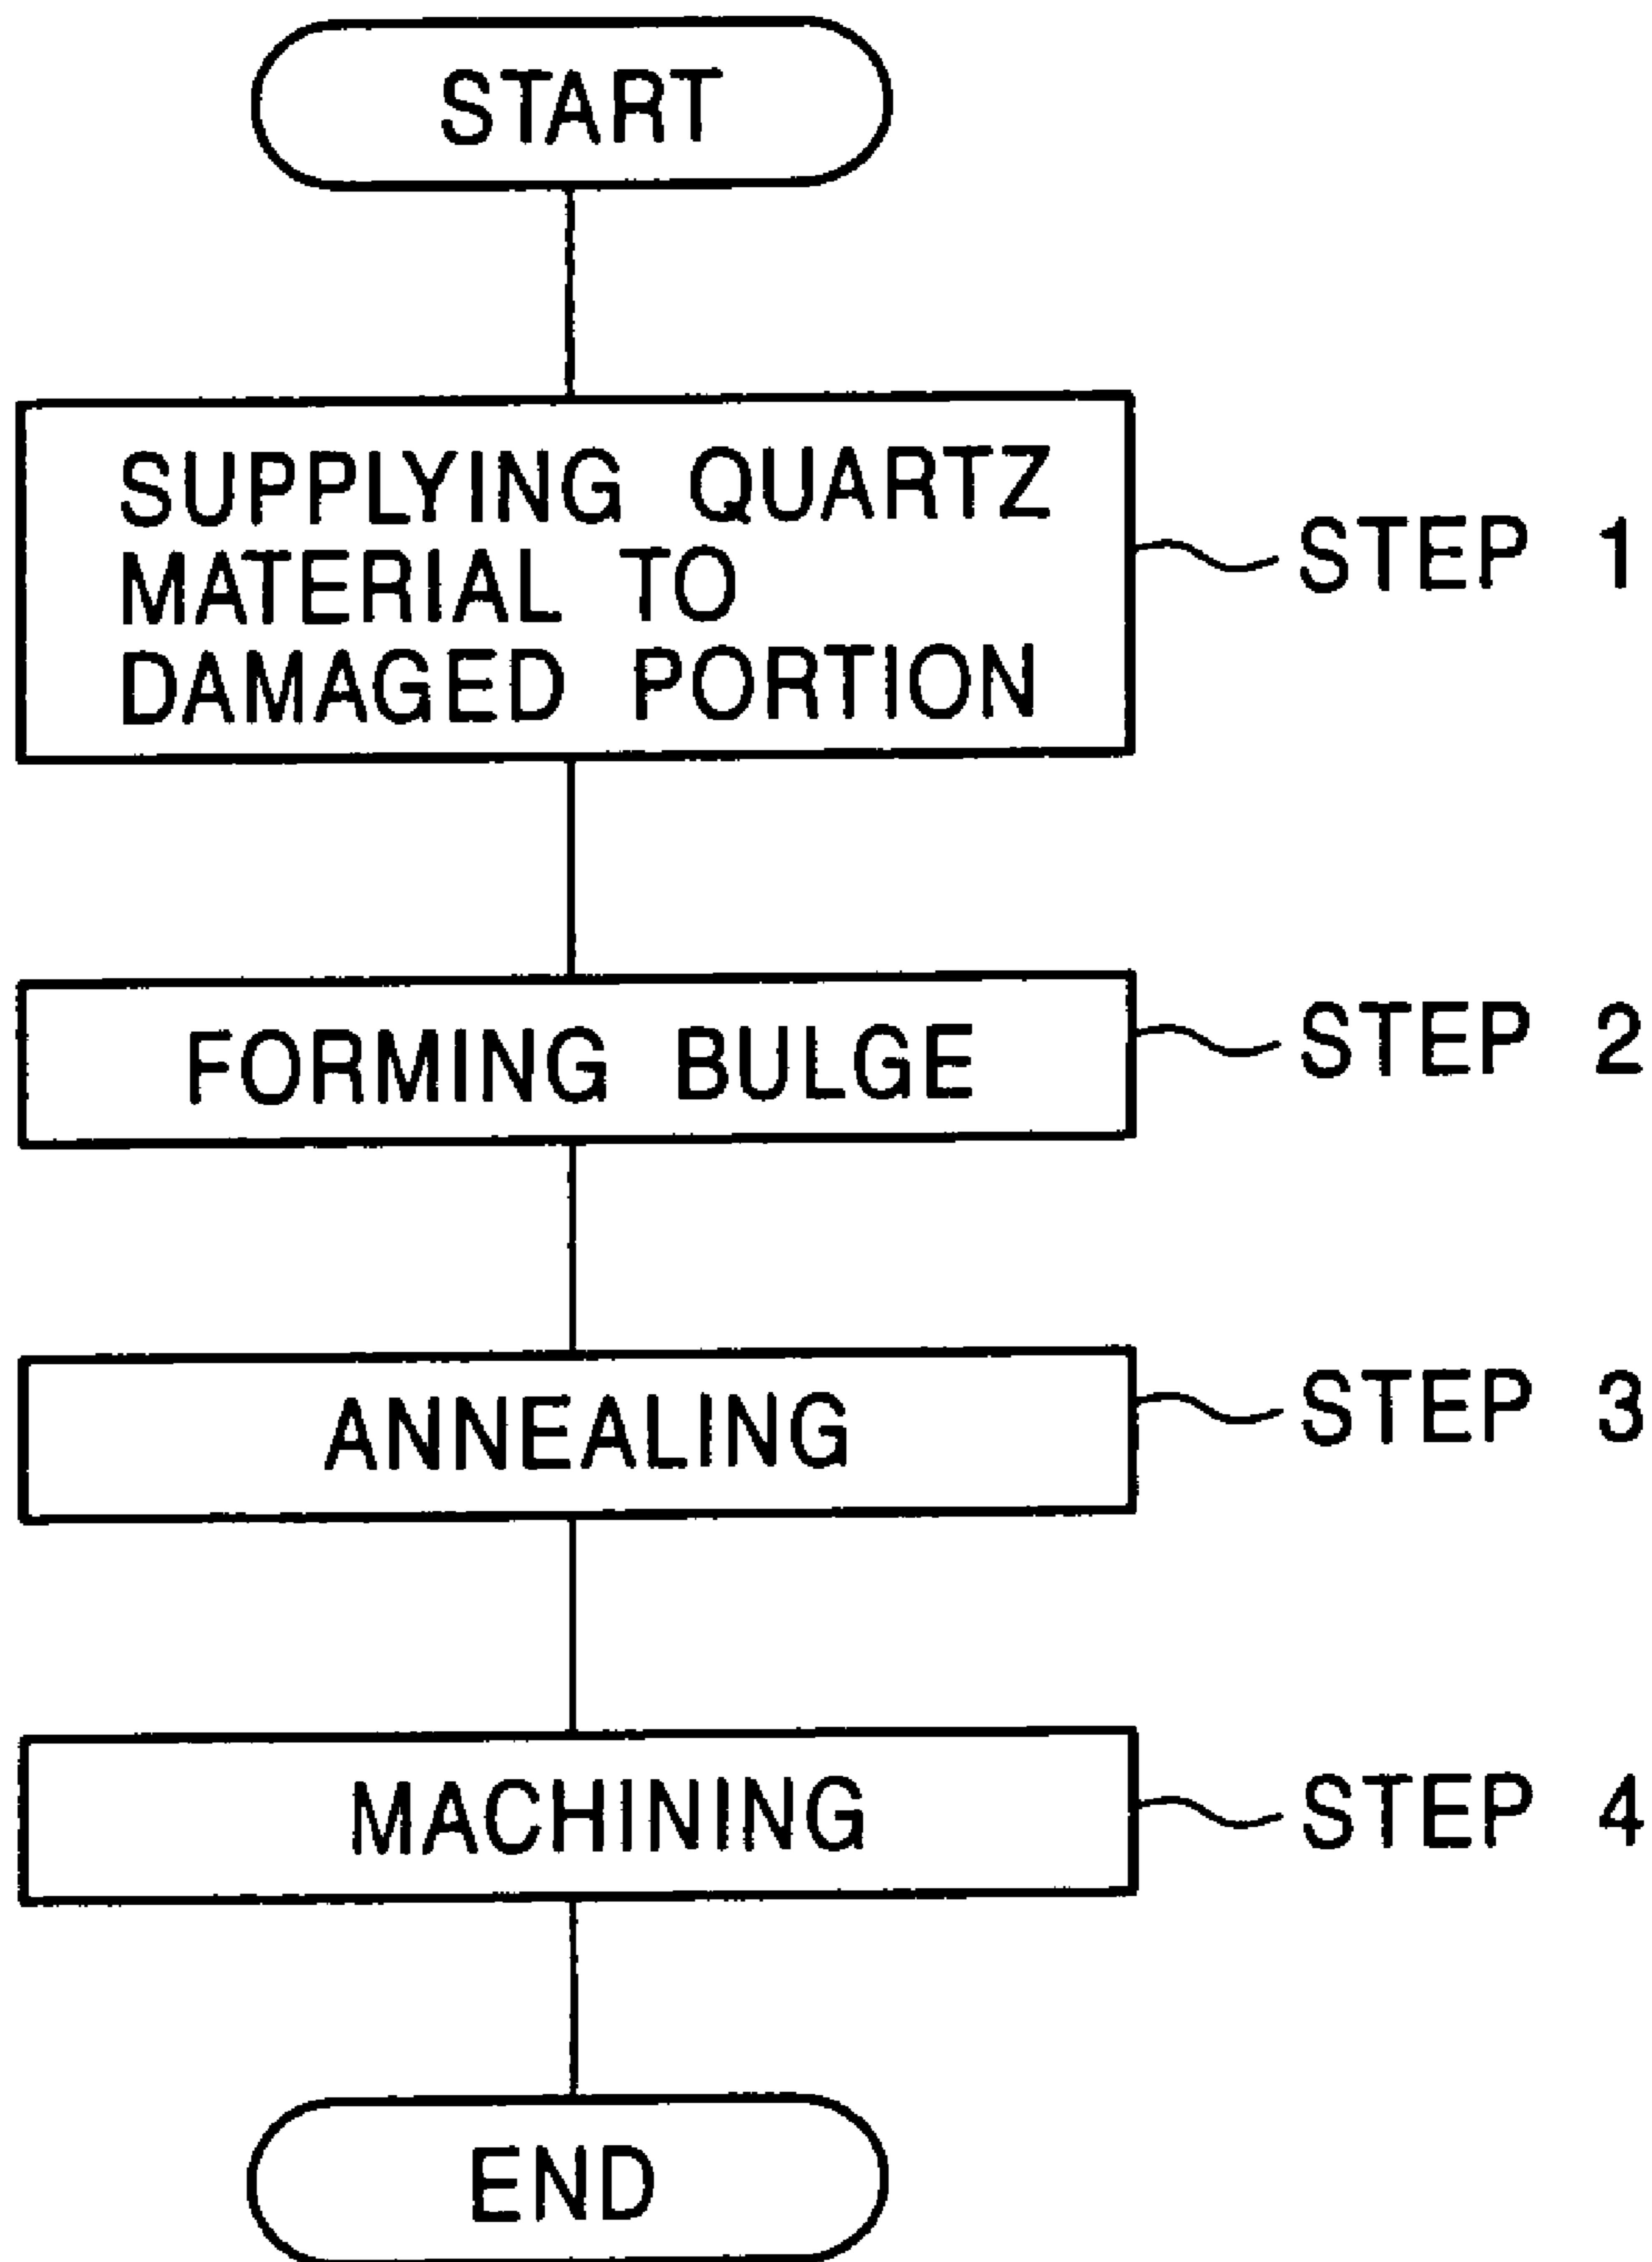 START
SUPPLYING QUARTZ
MATERIAL TO
DAMAGED PORTION
STEP 1
FORMING BULGE
STEP 2
ANNEALING
STEP 3
MACHINING
STEP 4
END